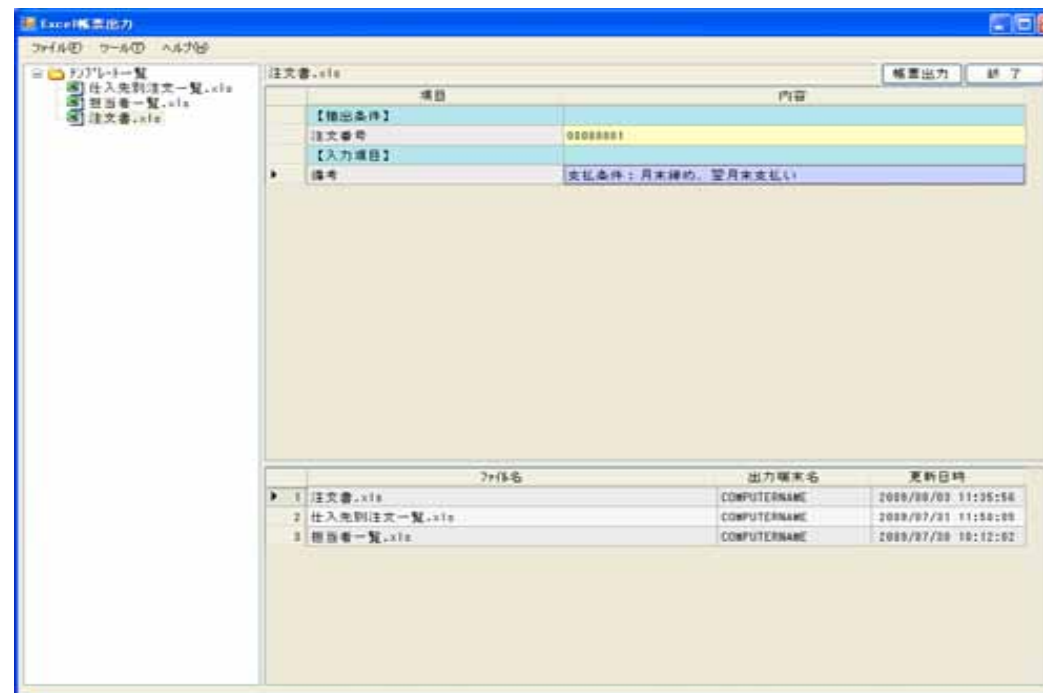 Excel帳票出力
ファイル(F) ツール(T) ヘルプ(H)
テンプレート一覧
仕入先別注文一覧.xls
担当者一覧.xls
注文書.xls
注文書.xls 帳票出力 終 了
項目 内容
【抽出条件】
注文番号 00000001
【入力項目】
備考 支払条件：月末締め、翌月末支払い
ファイル名 出力端末名 更新日時
1 注文書.xls COMPUTERNAME
2 仕入先別注文一覧.xls COMPUTERNAME
3 担当者一覧.xls COMPUTERNAME